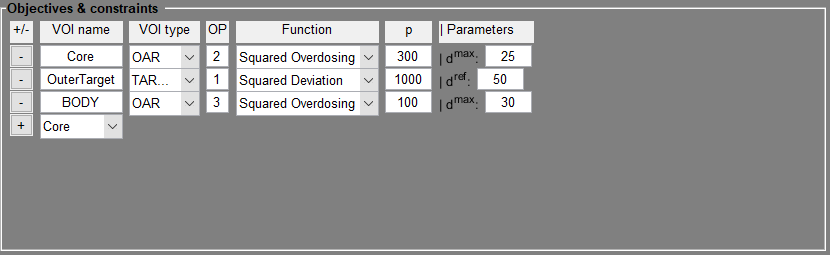 Objectives & constraints
+/- VOI name VOI type OP Function p | Parameters
- Core OAR 2 Squared Overdosing 300 | dmax: 25
- OuterTarget TAR... 1 Squared Deviation 1000 | dref: 50
- BODY OAR 3 Squared Overdosing 100 | dmax: 30
+ Core